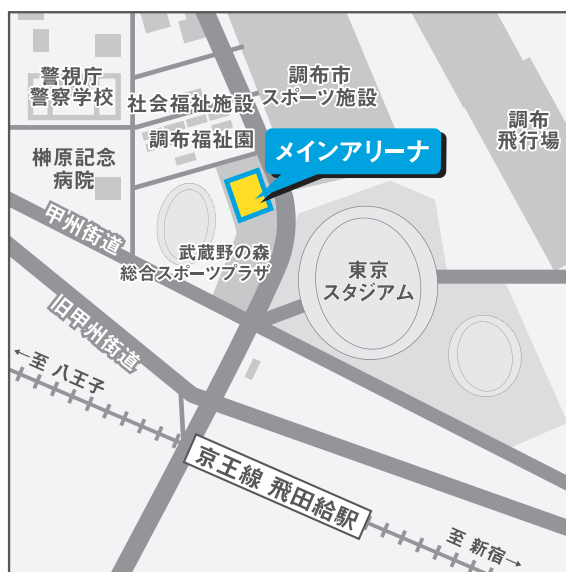 警視庁
警察学校
社会福祉施設
調布市
スポーツ施設
調布
飛行場
調布福祉園
メインアリーナ
榊原記念
病院
甲州街道
武蔵野の森
総合スポーツプラザ
東京
スタジアム
旧甲州街道
←至 八王子
京王線 飛田給駅
至 新宿→